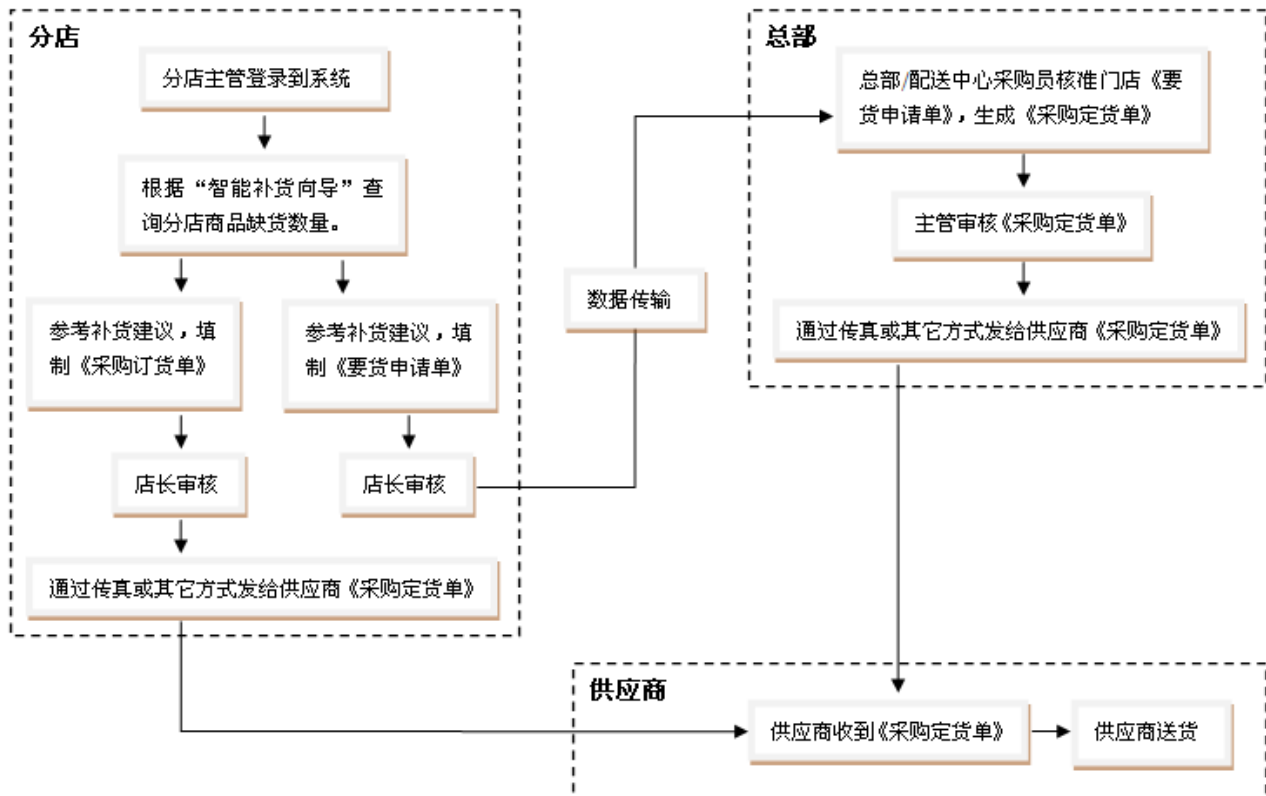 分店
分店主管登录到系统
根据“智能补货向导”查
询分店商品缺货数量。
参考补货建议,填
制《采购订货单》
参考补货建议,填
制《要货申请单》
店长审核
店长审核
通过传真或其它方式发给供应商《采购定货单》
数据传输
总部
总部/配送中心采购员核准门店《要
货申请单》,生成《采购定货单》
主管审核《采购定货单》
通过传真或其它方式发给供应商《采购定货单》
供应商
供应商收到《采购定货单》
供应商送货